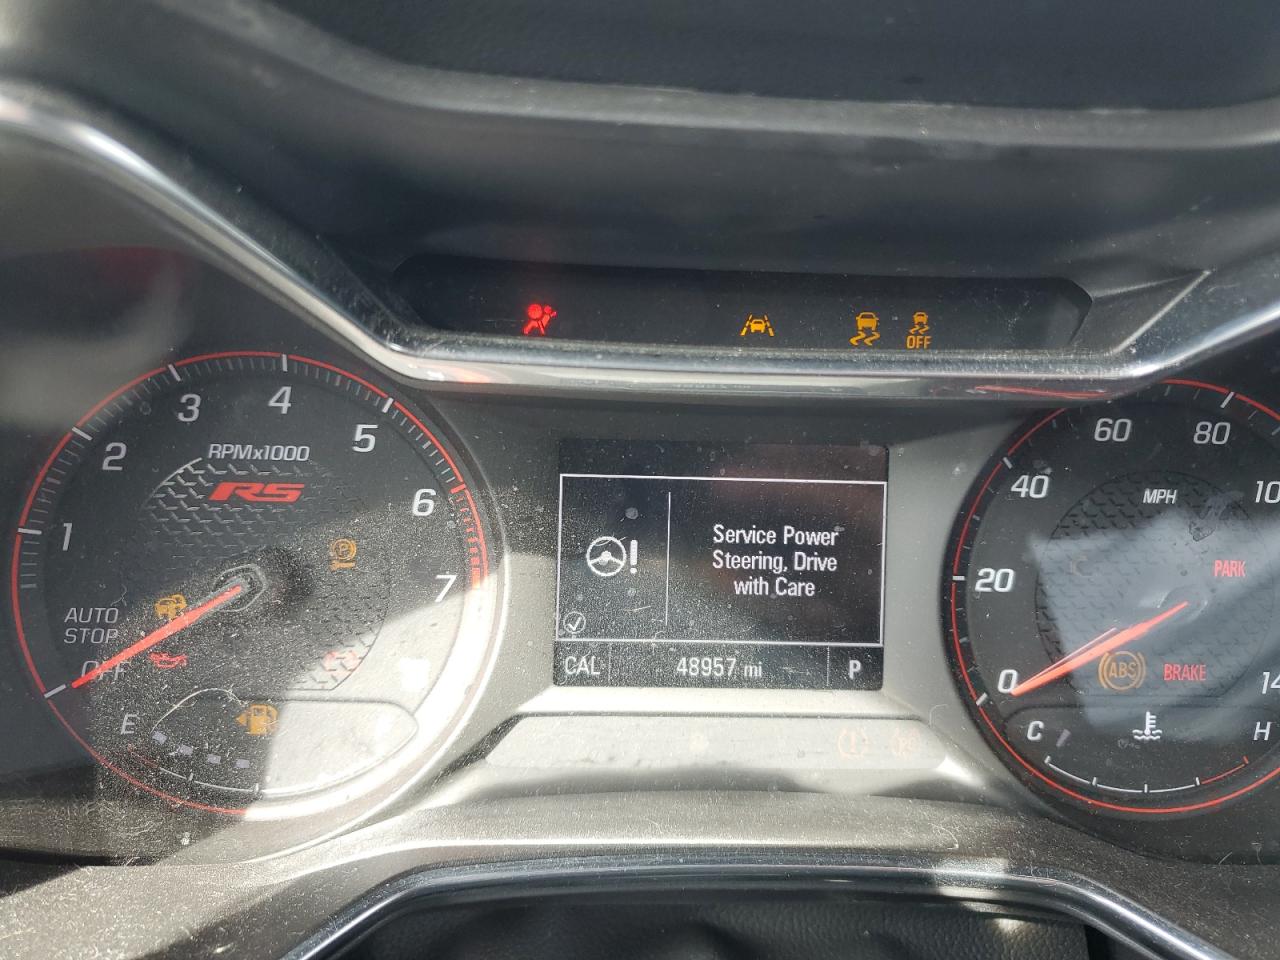 OFF
1
2
3
4
5
6
7
RPMx1000
RS
AUTO
STOP
OFF
E
Service Power
Steering, Drive
with Care
CAL
48957 mi
P
0
20
40
60
80
MPH
PARK
ABS
BRAKE
C
H